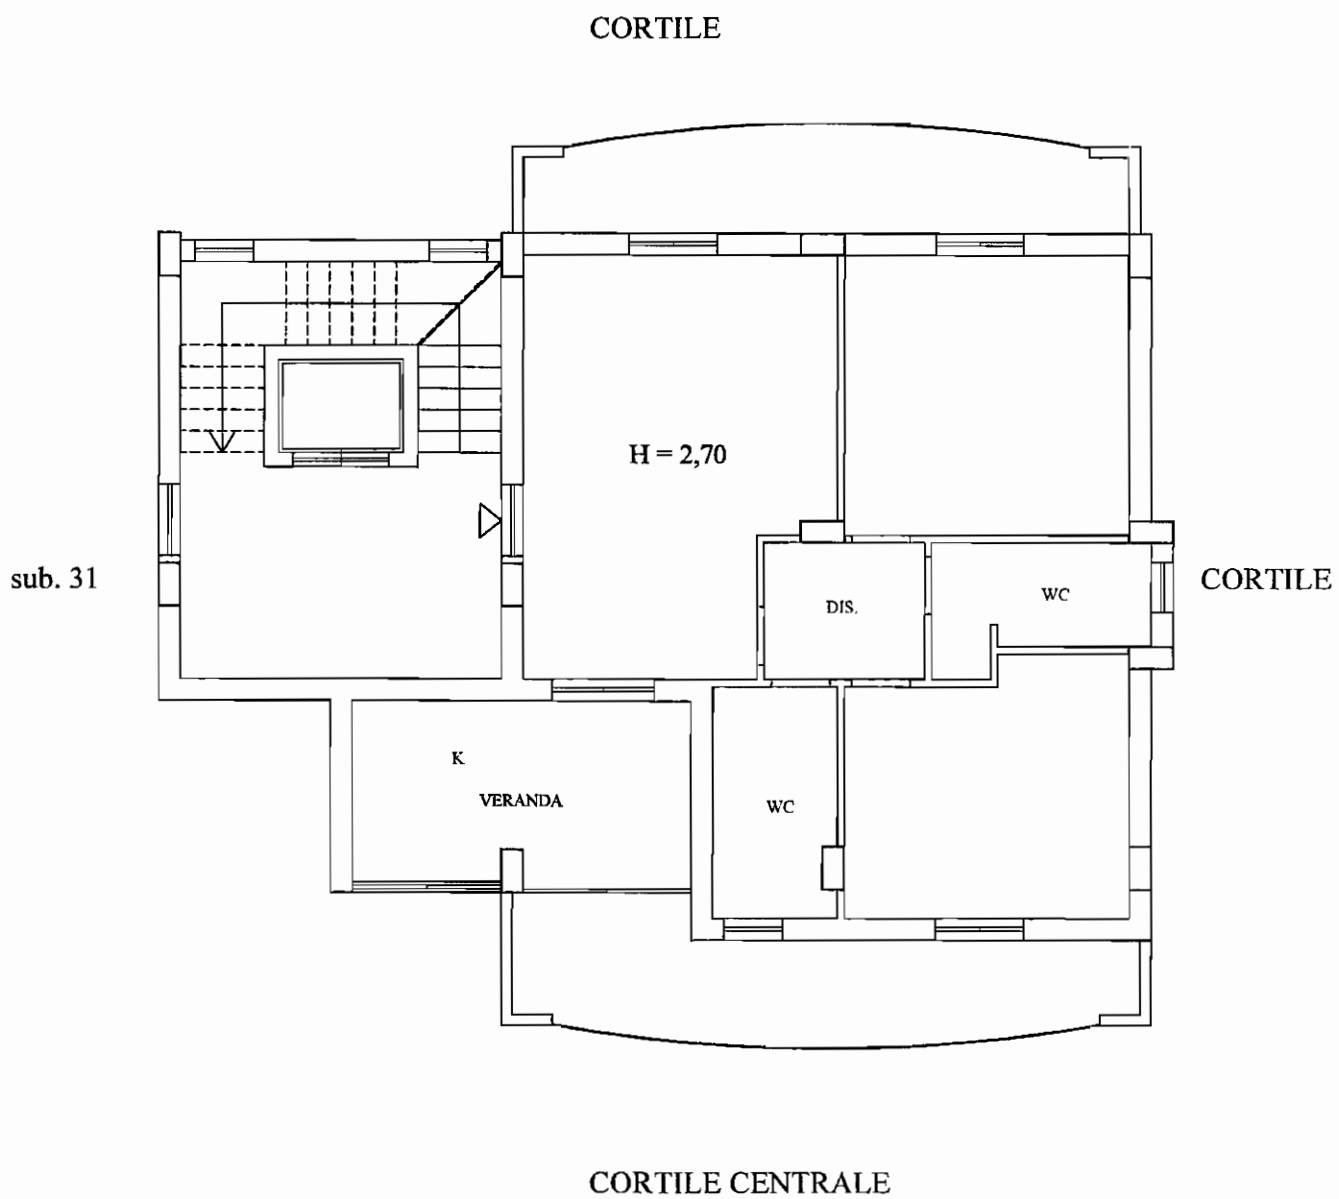 CORTILE
H = 2,70
sub. 31
CORTILE
DIS.
WC
K
VERANDA
WC
CORTILE CENTRALE